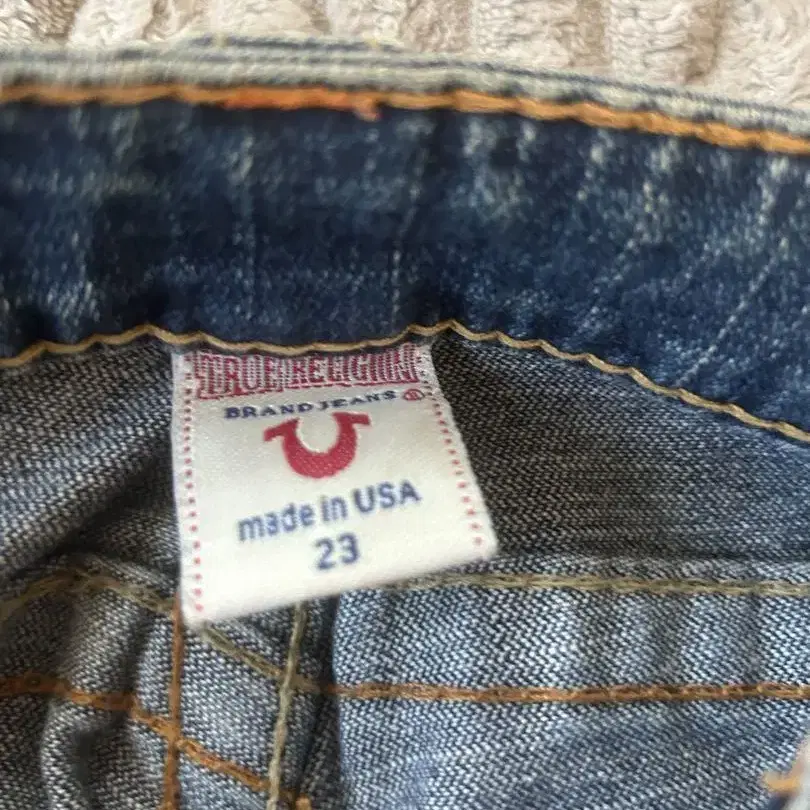 TRUE RELIGION
BRAND JEANS ®
made in USA
23